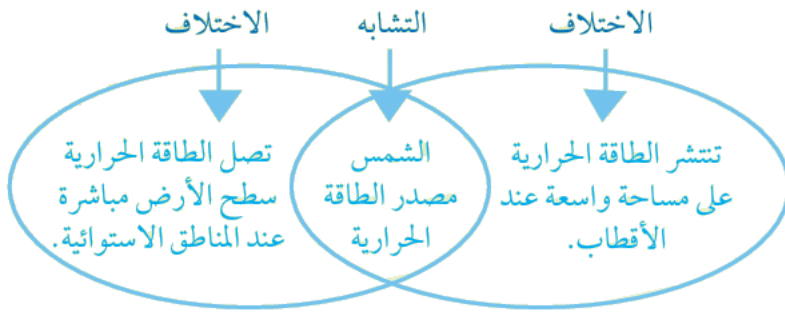 الاختلاف
التشابه
الاختلاف
تنتشر الطاقة الحرارية
على مساحة واسعة عند
الأقطاب.
الشمس
مصدر الطاقة
الحرارية
تصل الطاقة الحرارية
سطح الأرض مباشرة
عند المناطق الاستوائية.